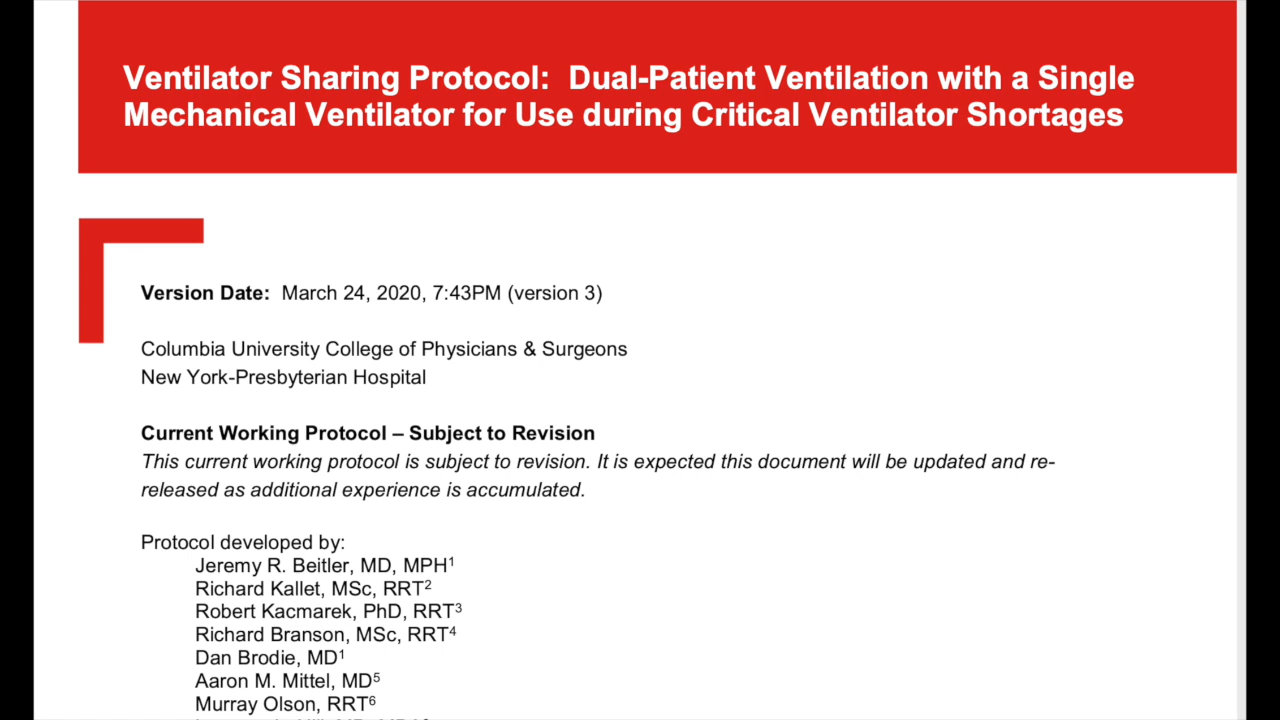 Ventilator Sharing Protocol:  Dual-Patient Ventilation with a Single
Mechanical Ventilator for Use during Critical Ventilator Shortages
Version Date:  March 24, 2020, 7:43PM (version 3)
Columbia University College of Physicians & Surgeons
New York-Presbyterian Hospital
Current Working Protocol – Subject to Revision
This current working protocol is subject to revision. It is expected this document will be updated and re-
released as additional experience is accumulated.
Protocol developed by:
Jeremy R. Beitler, MD, MPH¹
Richard Kallet, MSc, RRT²
Robert Kacmarek, PhD, RRT³
Richard Branson, MSc, RRT⁴
Dan Brodie, MD¹
Aaron M. Mittel, MD⁵
Murray Olson, RRT⁶